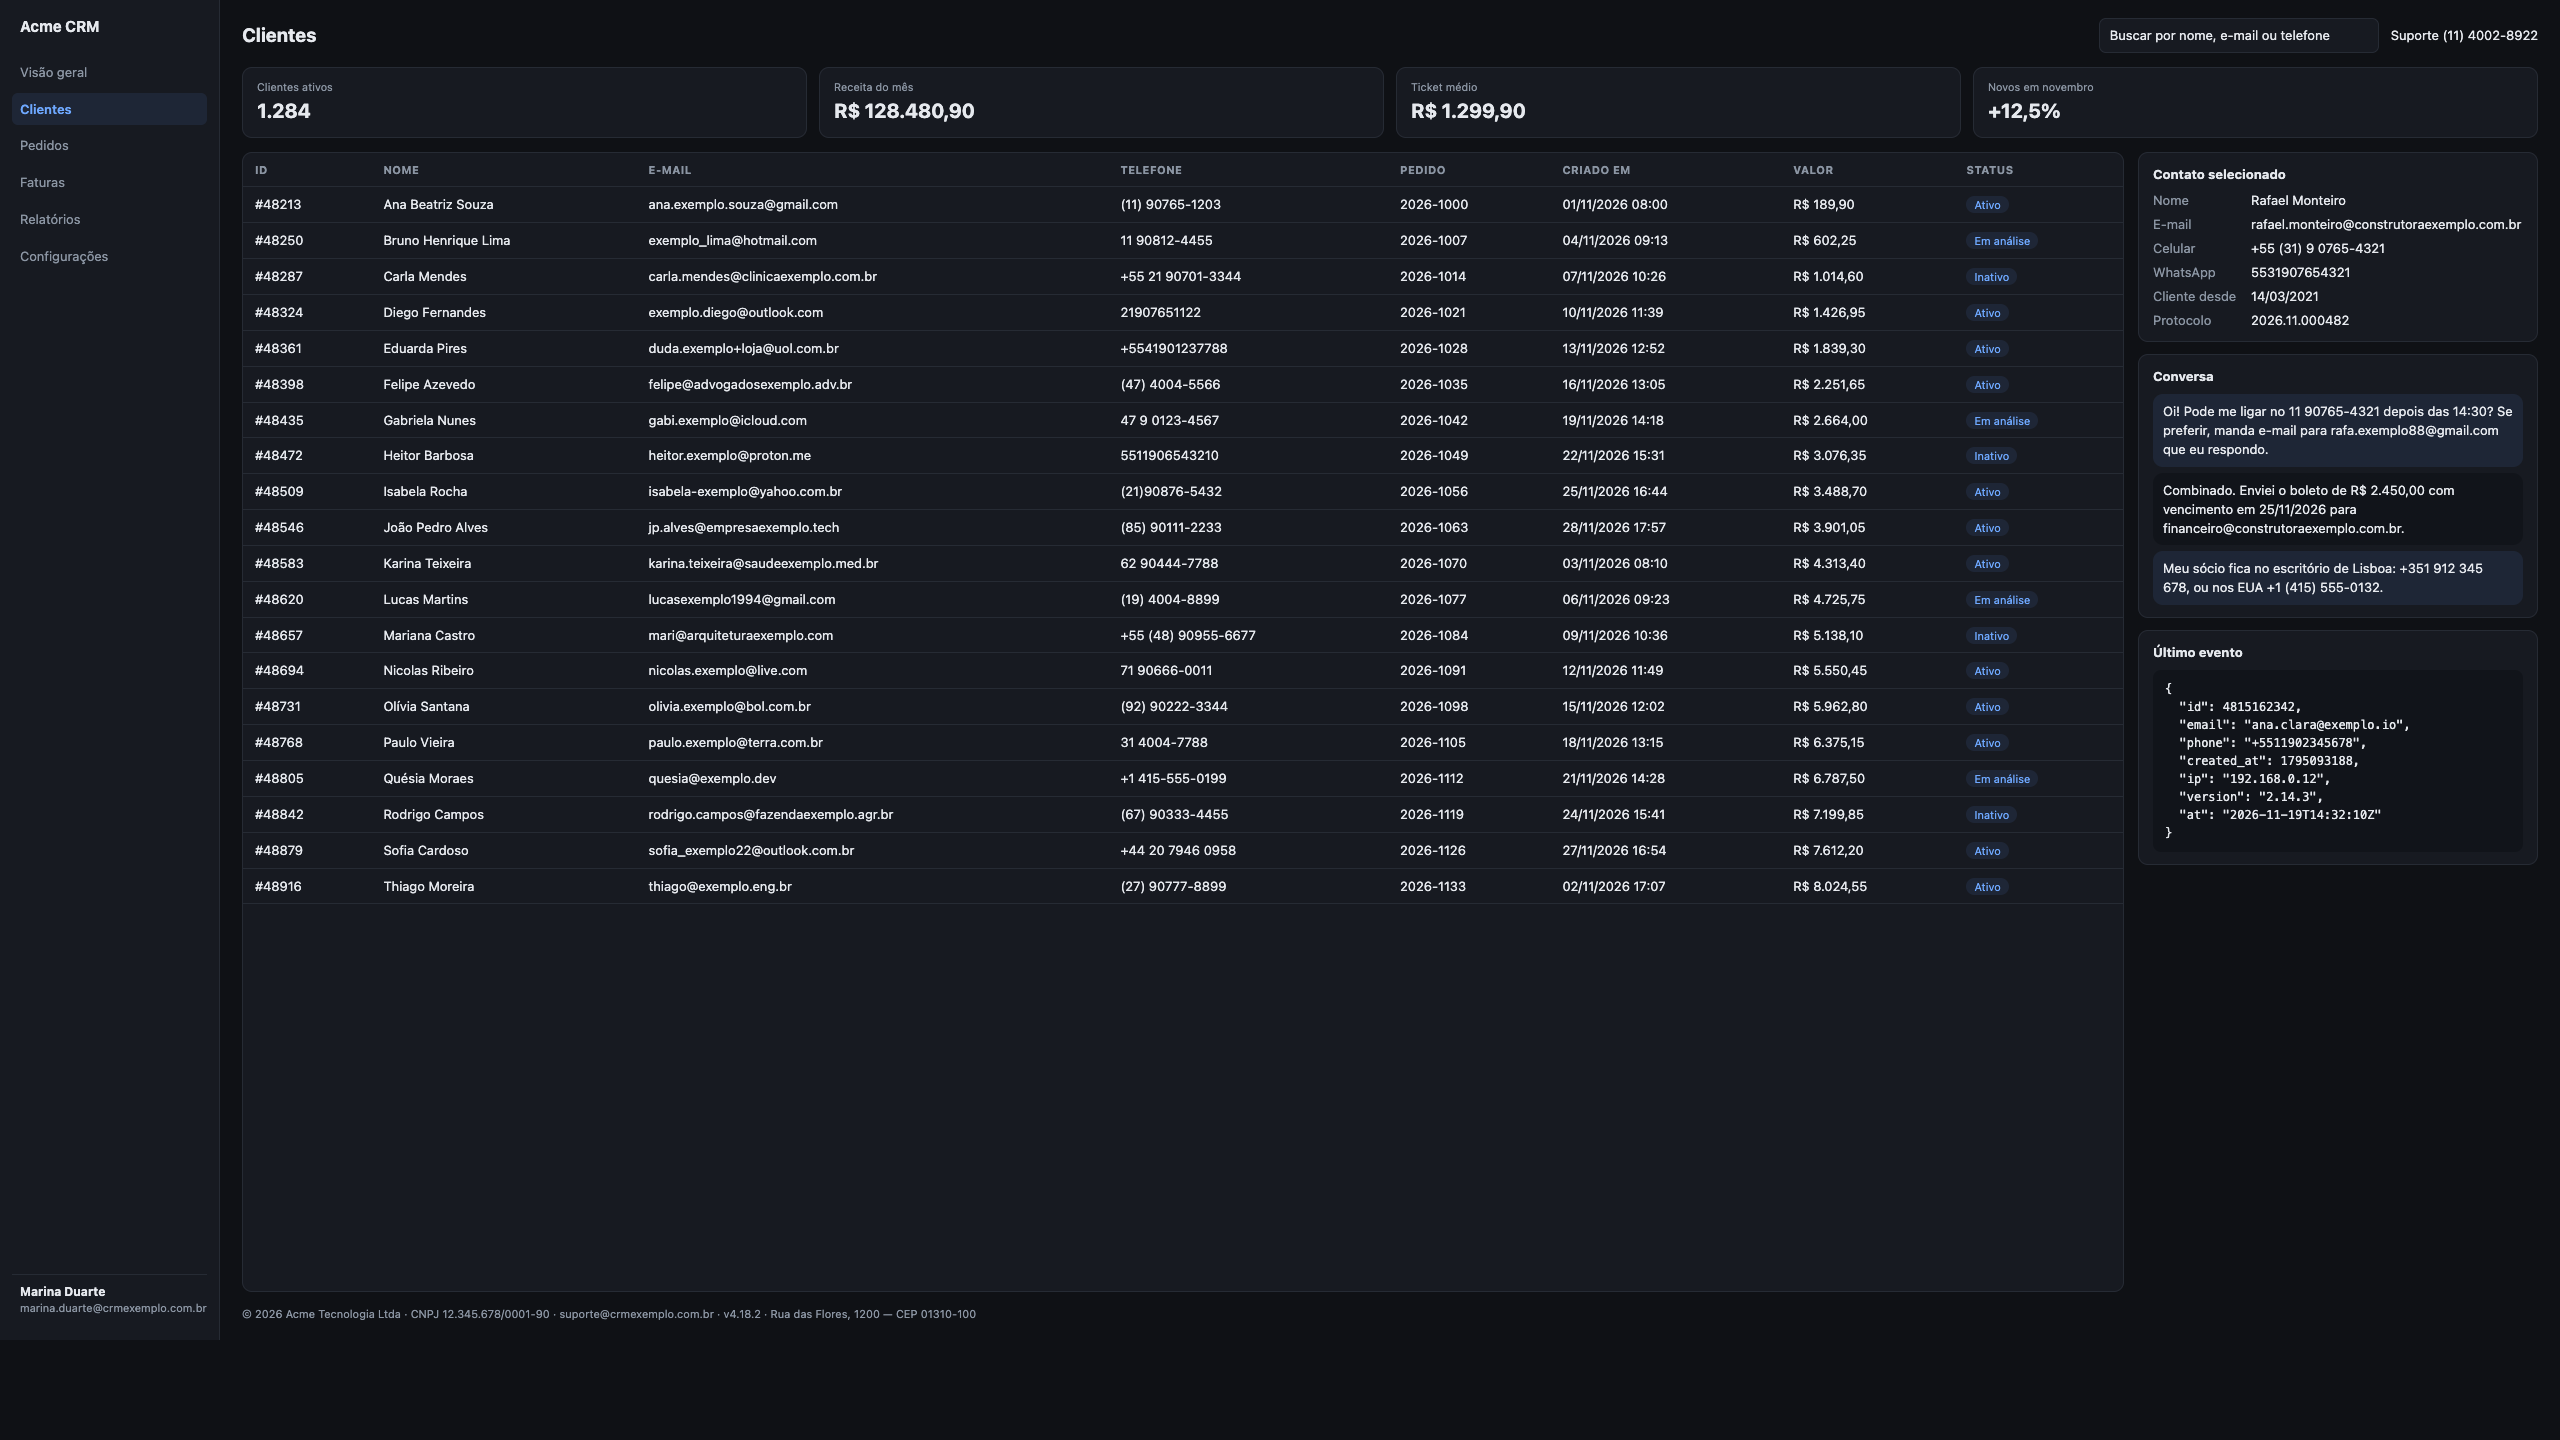 Acme CRM
Visão geral
Clientes
Pedidos
Faturas
Relatórios
Configurações
Marina Duarte
marina.duarte@crmexemplo.com.br
Clientes
Buscar por nome, e-mail ou telefone
Suporte (11) 4002-8922
Clientes ativos
1.284
Receita do mês
R$ 128.480,90
Ticket médio
R$ 1.299,90
Novos em novembro
+12,5%
ID NOME E-MAIL TELEFONE PEDIDO CRIADO EM VALOR STATUS
#48213 Ana Beatriz Souza ana.exemplo.souza@gmail.com (11) 90765-1203 2026-1000 01/11/2026 08:00 R$ 189,90 Ativo
#48250 Bruno Henrique Lima exemplo_lima@hotmail.com 11 90812-4455 2026-1007 04/11/2026 09:13 R$ 602,25 Em análise
#48287 Carla Mendes carla.mendes@clinicaexemplo.com.br +55 21 90701-3344 2026-1014 07/11/2026 10:26 R$ 1.014,60 Inativo
#48324 Diego Fernandes exemplo.diego@outlook.com 21907651122 2026-1021 10/11/2026 11:39 R$ 1.426,95 Ativo
#48361 Eduarda Pires duda.exemplo+loja@uol.com.br +5541901237788 2026-1028 13/11/2026 12:52 R$ 1.839,30 Ativo
#48398 Felipe Azevedo felipe@advogadosexemplo.adv.br (47) 4004-5566 2026-1035 16/11/2026 13:05 R$ 2.251,65 Ativo
#48435 Gabriela Nunes gabi.exemplo@icloud.com 47 9 0123-4567 2026-1042 19/11/2026 14:18 R$ 2.664,00 Em análise
#48472 Heitor Barbosa heitor.exemplo@proton.me 5511906543210 2026-1049 22/11/2026 15:31 R$ 3.076,35 Inativo
#48509 Isabela Rocha isabela-exemplo@yahoo.com.br (21)90876-5432 2026-1056 25/11/2026 16:44 R$ 3.488,70 Ativo
#48546 João Pedro Alves jp.alves@empresaexemplo.tech (85) 90111-2233 2026-1063 28/11/2026 17:57 R$ 3.901,05 Ativo
#48583 Karina Teixeira karina.teixeira@saudeexemplo.med.br 62 90444-7788 2026-1070 03/11/2026 08:10 R$ 4.313,40 Ativo
#48620 Lucas Martins lucasexemplo1994@gmail.com (19) 4004-8899 2026-1077 06/11/2026 09:23 R$ 4.725,75 Em análise
#48657 Mariana Castro mari@arquiteturaexemplo.com +55 (48) 90955-6677 2026-1084 09/11/2026 10:36 R$ 5.138,10 Inativo
#48694 Nicolas Ribeiro nicolas.exemplo@live.com 71 90666-0011 2026-1091 12/11/2026 11:49 R$ 5.550,45 Ativo
#48731 Olívia Santana olivia.exemplo@bol.com.br (92) 90222-3344 2026-1098 15/11/2026 12:02 R$ 5.962,80 Ativo
#48768 Paulo Vieira paulo.exemplo@terra.com.br 31 4004-7788 2026-1105 18/11/2026 13:15 R$ 6.375,15 Ativo
#48805 Quésia Moraes quesia@exemplo.dev +1 415-555-0199 2026-1112 21/11/2026 14:28 R$ 6.787,50 Em análise
#48842 Rodrigo Campos rodrigo.campos@fazendaexemplo.agr.br (67) 90333-4455 2026-1119 24/11/2026 15:41 R$ 7.199,85 Inativo
#48879 Sofia Cardoso sofia_exemplo22@outlook.com.br +44 20 7946 0958 2026-1126 27/11/2026 16:54 R$ 7.612,20 Ativo
#48916 Thiago Moreira thiago@exemplo.eng.br (27) 90777-8899 2026-1133 02/11/2026 17:07 R$ 8.024,55 Ativo
Contato selecionado
Nome Rafael Monteiro
E-mail rafael.monteiro@construtoraexemplo.com.br
Celular +55 (31) 9 0765-4321
WhatsApp 5531907654321
Cliente desde 14/03/2021
Protocolo 2026.11.000482
Conversa
Oi! Pode me ligar no 11 90765-4321 depois das 14:30? Se
preferir, manda e-mail para rafa.exemplo88@gmail.com
que eu respondo.
Combinado. Enviei o boleto de R$ 2.450,00 com
vencimento em 25/11/2026 para
financeiro@construtoraexemplo.com.br.
Meu sócio fica no escritório de Lisboa: +351 912 345
678, ou nos EUA +1 (415) 555-0132.
Último evento
{
"id": 4815162342,
"email": "ana.clara@exemplo.io",
"phone": "+5511902345678",
"created_at": 1795093188,
"ip": "192.168.0.12",
"version": "2.14.3",
"at": "2026-11-19T14:32:10Z"
}
© 2026 Acme Tecnologia Ltda · CNPJ 12.345.678/0001-90 · suporte@crmexemplo.com.br · v4.18.2 · Rua das Flores, 1200 — CEP 01310-100